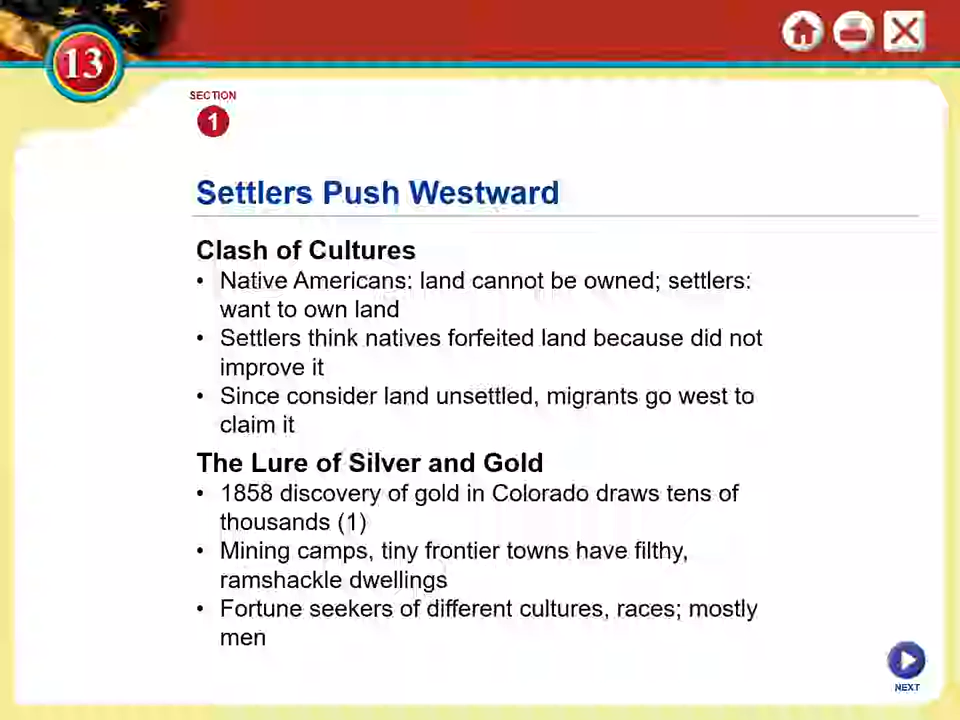 13
SECTION
1
Settlers Push Westward
Clash of Cultures
• Native Americans: land cannot be owned; settlers:
want to own land
• Settlers think natives forfeited land because did not
improve it
• Since consider land unsettled, migrants go west to
claim it
The Lure of Silver and Gold
• 1858 discovery of gold in Colorado draws tens of
thousands (1)
• Mining camps, tiny frontier towns have filthy,
ramshackle dwellings
• Fortune seekers of different cultures, races; mostly
men
NEXT